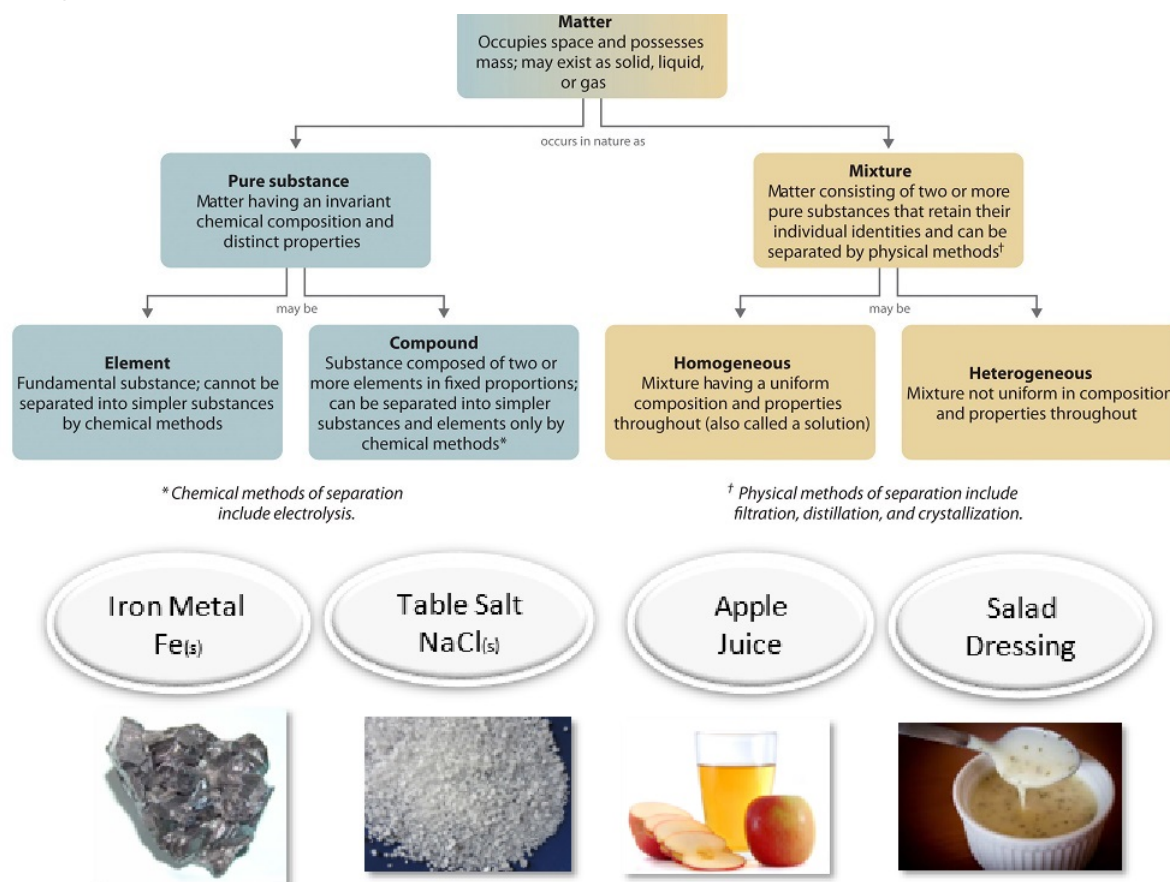 Matter
Occupies space and possesses
mass; may exist as solid, liquid,
or gas
occurs in nature as
Pure substance
Matter having an invariant
chemical composition and
distinct properties
Mixture
Matter consisting of two or more
pure substances that retain their
individual identities and can be
separated by physical methods†
may be
may be
Element
Fundamental substance; cannot be
separated into simpler substances
by chemical methods
Compound
Substance composed of two or
more elements in fixed proportions;
can be separated into simpler
substances and elements only by
chemical methods*
Homogeneous
Mixture having a uniform
composition and properties
throughout (also called a solution)
Heterogeneous
Mixture not uniform in composition
and properties throughout
* Chemical methods of separation
include electrolysis.
† Physical methods of separation include
filtration, distillation, and crystallization.
Iron Metal
Fe(s)
Table Salt
NaCl(s)
Apple
Juice
Salad
Dressing